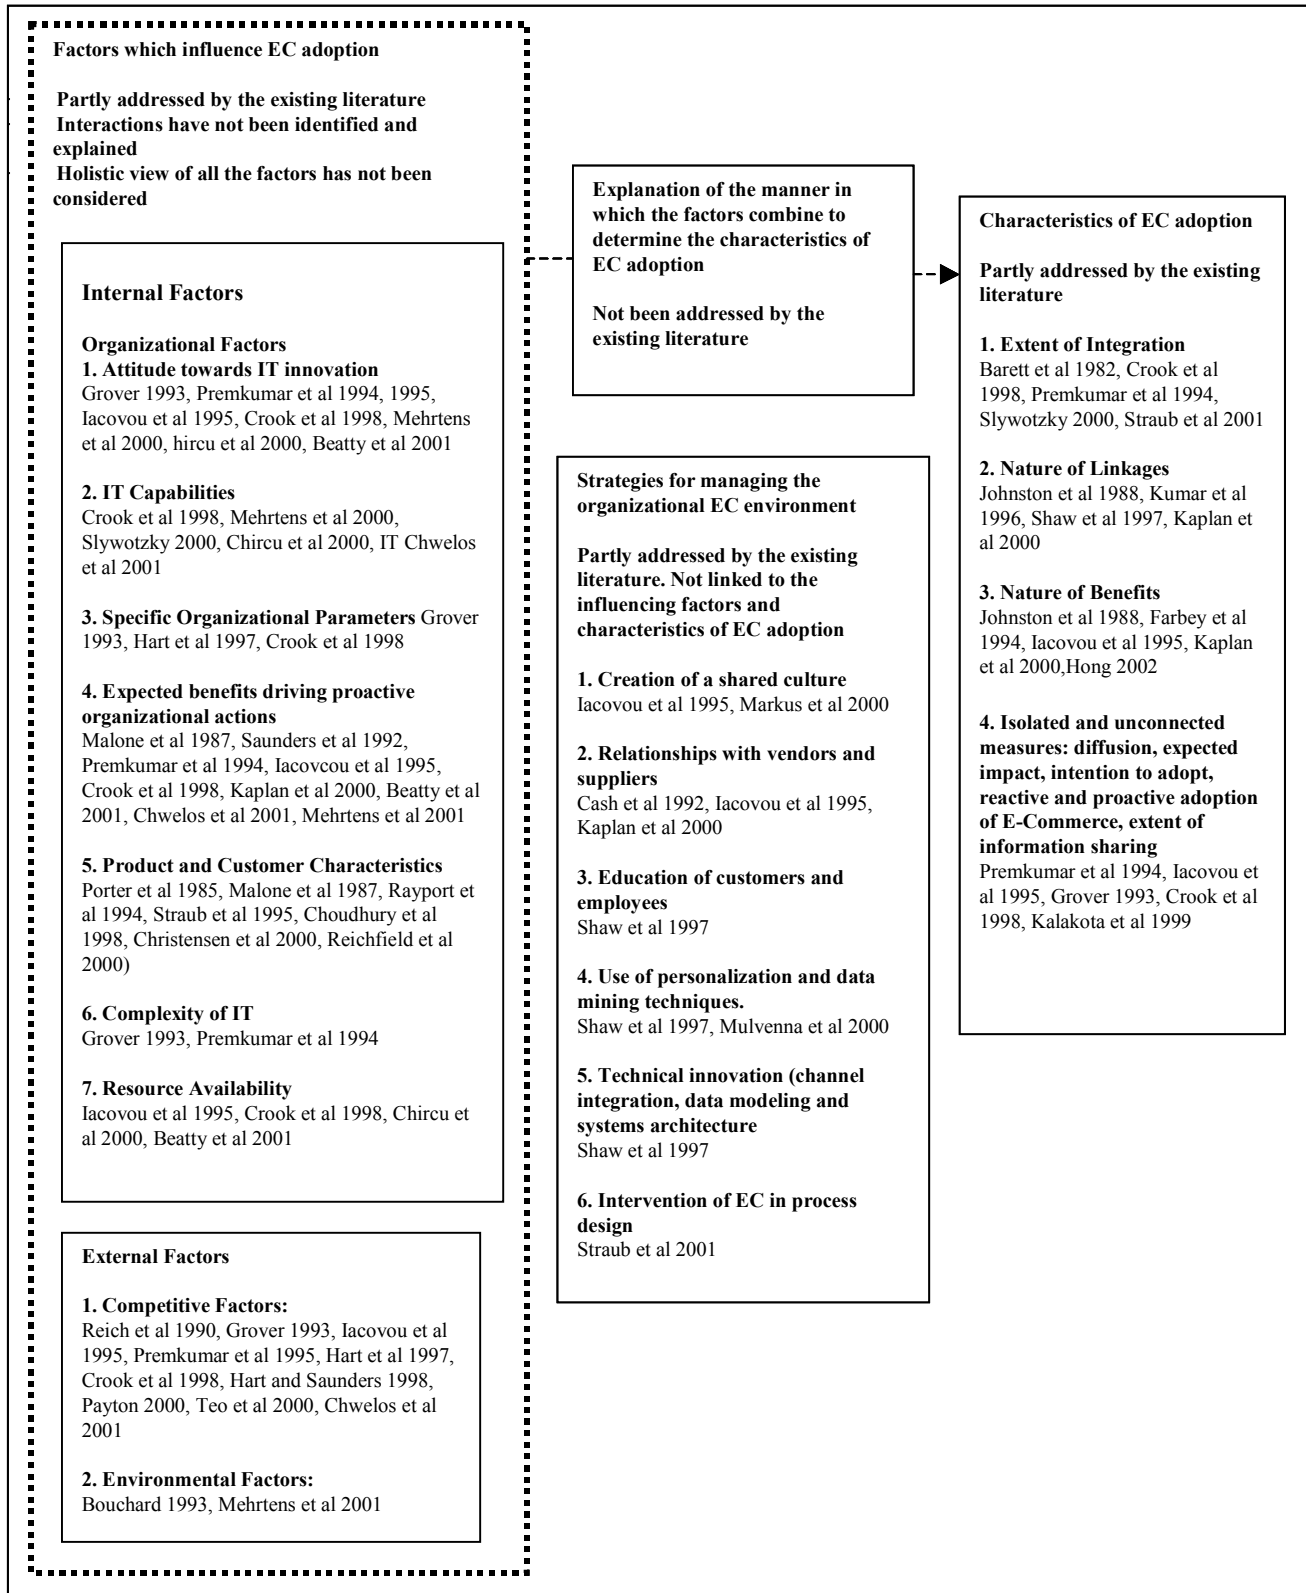 Factors which influence EC adoption
Partly addressed by the existing literature
Interactions have not been identified and
explained
Holistic view of all the factors has not been
considered
Internal Factors
Organizational Factors
1. Attitude towards IT innovation
Grover 1993, Premkumar et al 1994, 1995,
Iacovou et al 1995, Crook et al 1998, Mehrtens
et al 2000, hircu et al 2000, Beatty et al 2001
2. IT Capabilities
Crook et al 1998, Mehrtens et al 2000,
Slywotzky 2000, Chircu et al 2000, IT Chwelos
et al 2001
3. Specific Organizational Parameters Grover
1993, Hart et al 1997, Crook et al 1998
4. Expected benefits driving proactive
organizational actions
Malone et al 1987, Saunders et al 1992,
Premkumar et al 1994, Iacovcou et al 1995,
Crook et al 1998, Kaplan et al 2000, Beatty et al
2001, Chwelos et al 2001, Mehrtens et al 2001
5. Product and Customer Characteristics
Porter et al 1985, Malone et al 1987, Rayport et
al 1994, Straub et al 1995, Choudhury et al
1998, Christensen et al 2000, Reichfield et al
2000)
6. Complexity of IT
Grover 1993, Premkumar et al 1994
7. Resource Availability
Iacovou et al 1995, Crook et al 1998, Chircu et
al 2000, Beatty et al 2001
External Factors
1. Competitive Factors:
Reich et al 1990, Grover 1993, Iacovou et al
1995, Premkumar et al 1995, Hart et al 1997,
Crook et al 1998, Hart and Saunders 1998,
Payton 2000, Teo et al 2000, Chwelos et al
2001
2. Environmental Factors:
Bouchard 1993, Mehrtens et al 2001
Explanation of the manner in
which the factors combine to
determine the characteristics of
EC adoption
Not been addressed by the
existing literature
Strategies for managing the
organizational EC environment
Partly addressed by the existing
literature. Not linked to the
influencing factors and
characteristics of EC adoption
1. Creation of a shared culture
Iacovou et al 1995, Markus et al 2000
2. Relationships with vendors and
suppliers
Cash et al 1992, Iacovou et al 1995,
Kaplan et al 2000
3. Education of customers and
employees
Shaw et al 1997
4. Use of personalization and data
mining techniques.
Shaw et al 1997, Mulvenna et al 2000
5. Technical innovation (channel
integration, data modeling and
systems architecture
Shaw et al 1997
6. Intervention of EC in process
design
Straub et al 2001
Characteristics of EC adoption
Partly addressed by the existing
literature
1. Extent of Integration
Barett et al 1982, Crook et al
1998, Premkumar et al 1994,
Slywotzky 2000, Straub et al 2001
2. Nature of Linkages
Johnston et al 1988, Kumar et al
1996, Shaw et al 1997, Kaplan et
al 2000
3. Nature of Benefits
Johnston et al 1988, Farbey et al
1994, Iacovou et al 1995, Kaplan
et al 2000,Hong 2002
4. Isolated and unconnected
measures: diffusion, expected
impact, intention to adopt,
reactive and proactive adoption
of E-Commerce, extent of
information sharing
Premkumar et al 1994, Iacovou et
al 1995, Grover 1993, Crook et al
1998, Kalakota et al 1999